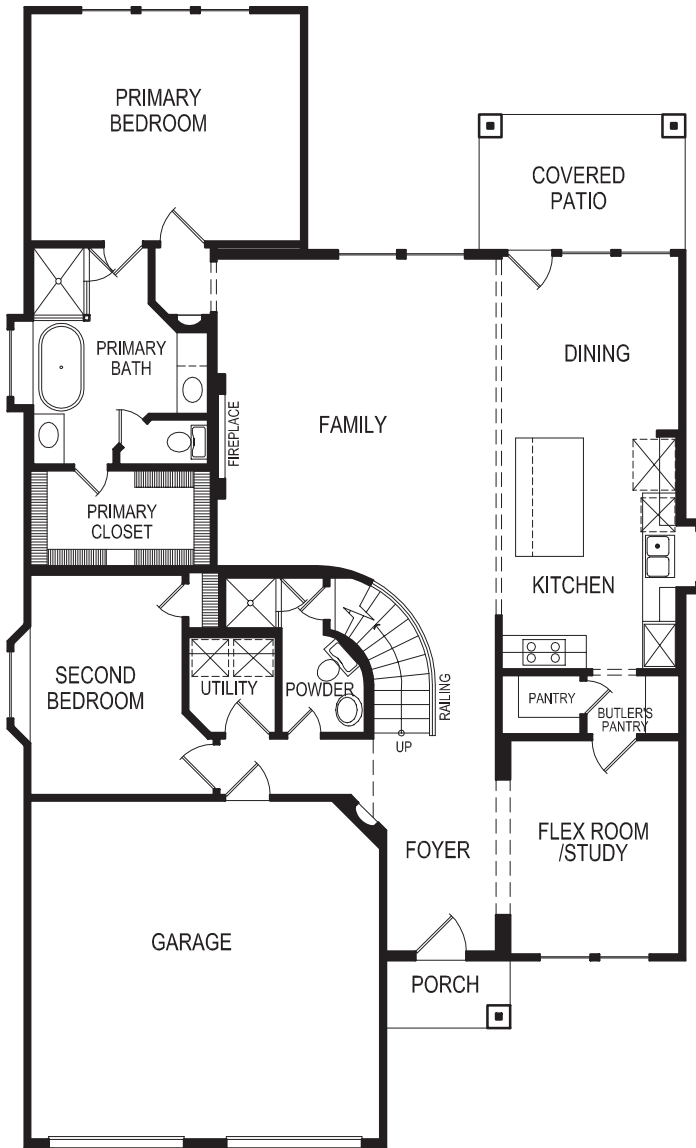 PRIMARY
BEDROOM
COVERED
PATIO
PRIMARY
BATH
DINING
FIREPLACE
FAMILY
PRIMARY
CLOSET
KITCHEN
SECOND
BEDROOM
UTILITY
POWDER
RAILING
PANTRY
BUTLER'S
PANTRY
UP
FLEX ROOM
/STUDY
FOYER
GARAGE
PORCH